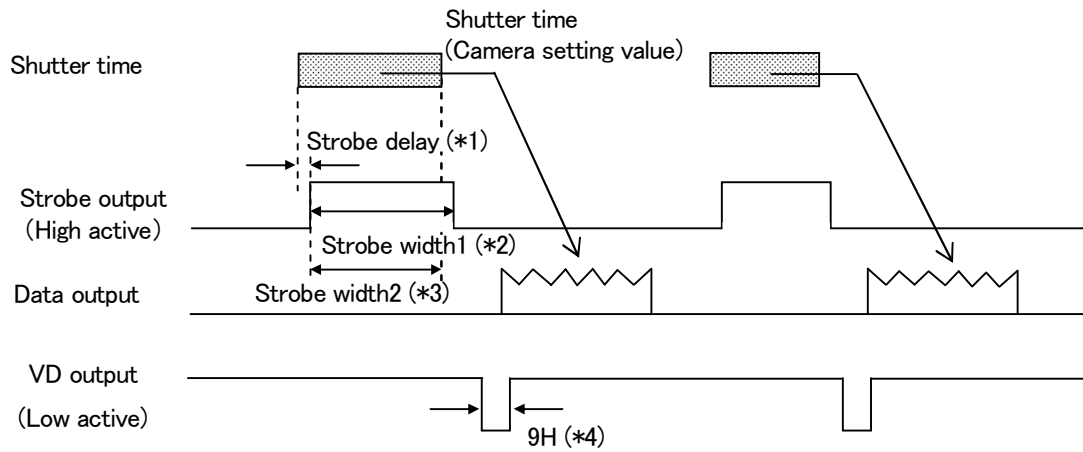 Shutter time
(Camera setting value)
Shutter time
Strobe delay (*1)
Strobe output
(High active)
Strobe width1 (*2)
Strobe width2 (*3)
Data output
VD output
(Low active)
9H (*4)